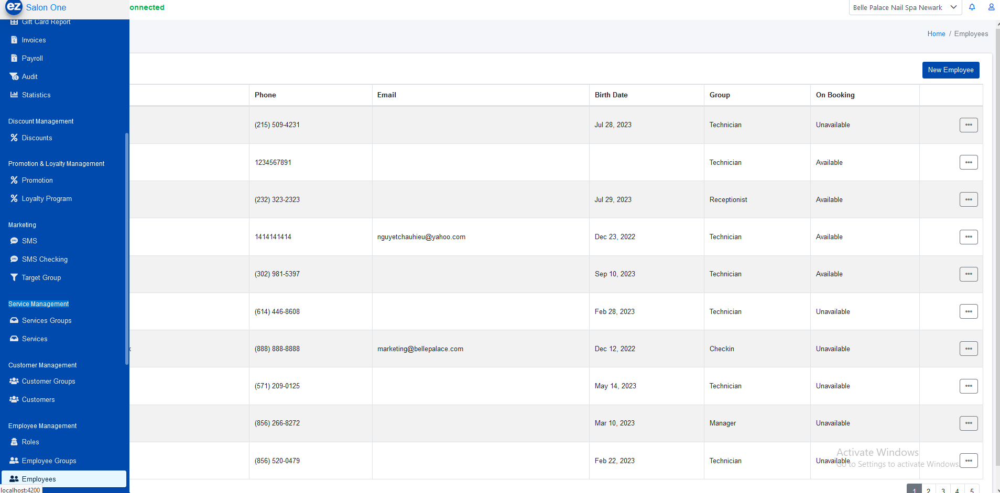 ez Salon One
onnected
Belle Palace Nail Spa Newark
Gift Card Report
Invoices
Payroll
Audit
Statistics
Discount Management
Discounts
Promotion & Loyalty Management
Promotion
Loyalty Program
Marketing
SMS
SMS Checking
Target Group
Service Management
Services Groups
Services
Customer Management
Customer Groups
Customers
Employee Management
Roles
Employee Groups
Employees
localhost:4200
Home / Employees
New Employee
Phone Email Birth Date Group On Booking
(215) 509-4231 Jul 28, 2023 Technician Unavailable
1234567891 Technician Available
(232) 323-2323 Jul 29, 2023 Receptionist Available
1414141414 nguyetchauhieu@yahoo.com Dec 23, 2022 Technician Available
(302) 981-5397 Sep 10, 2023 Technician Available
(614) 446-8608 Feb 28, 2023 Technician Unavailable
k (888) 888-8888 marketing@bellepalace.com Dec 12, 2022 Checkin Unavailable
(571) 209-0125 May 14, 2023 Technician Unavailable
(856) 266-8272 Mar 10, 2023 Manager Unavailable
(856) 520-0479 Feb 22, 2023 Technician Unavailable
Activate Windows
Go to Settings to activate Windows.
1 2 3 4 5